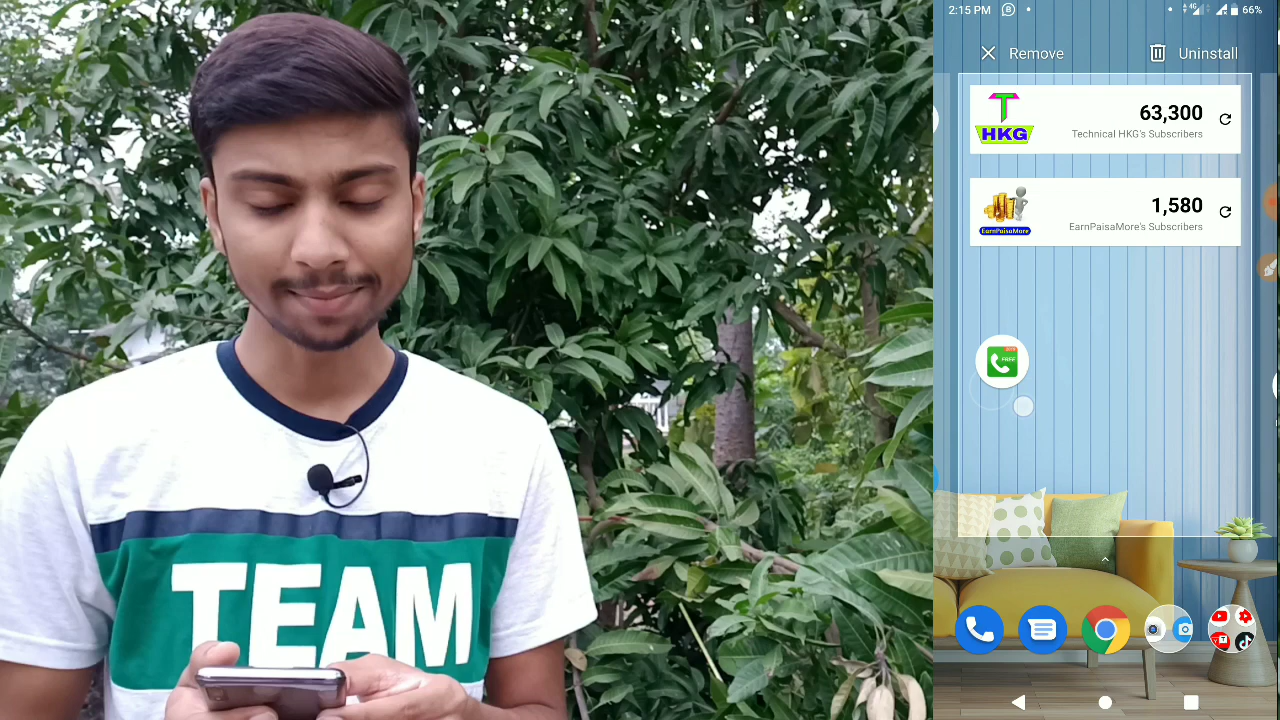 2:15 PM
4G
66%
Remove
Uninstall
T
HKG
63,300
Technical HKG's Subscribers
EarnPaisaMore
1,580
EarnPaisaMore's Subscribers
FREE
TEAM